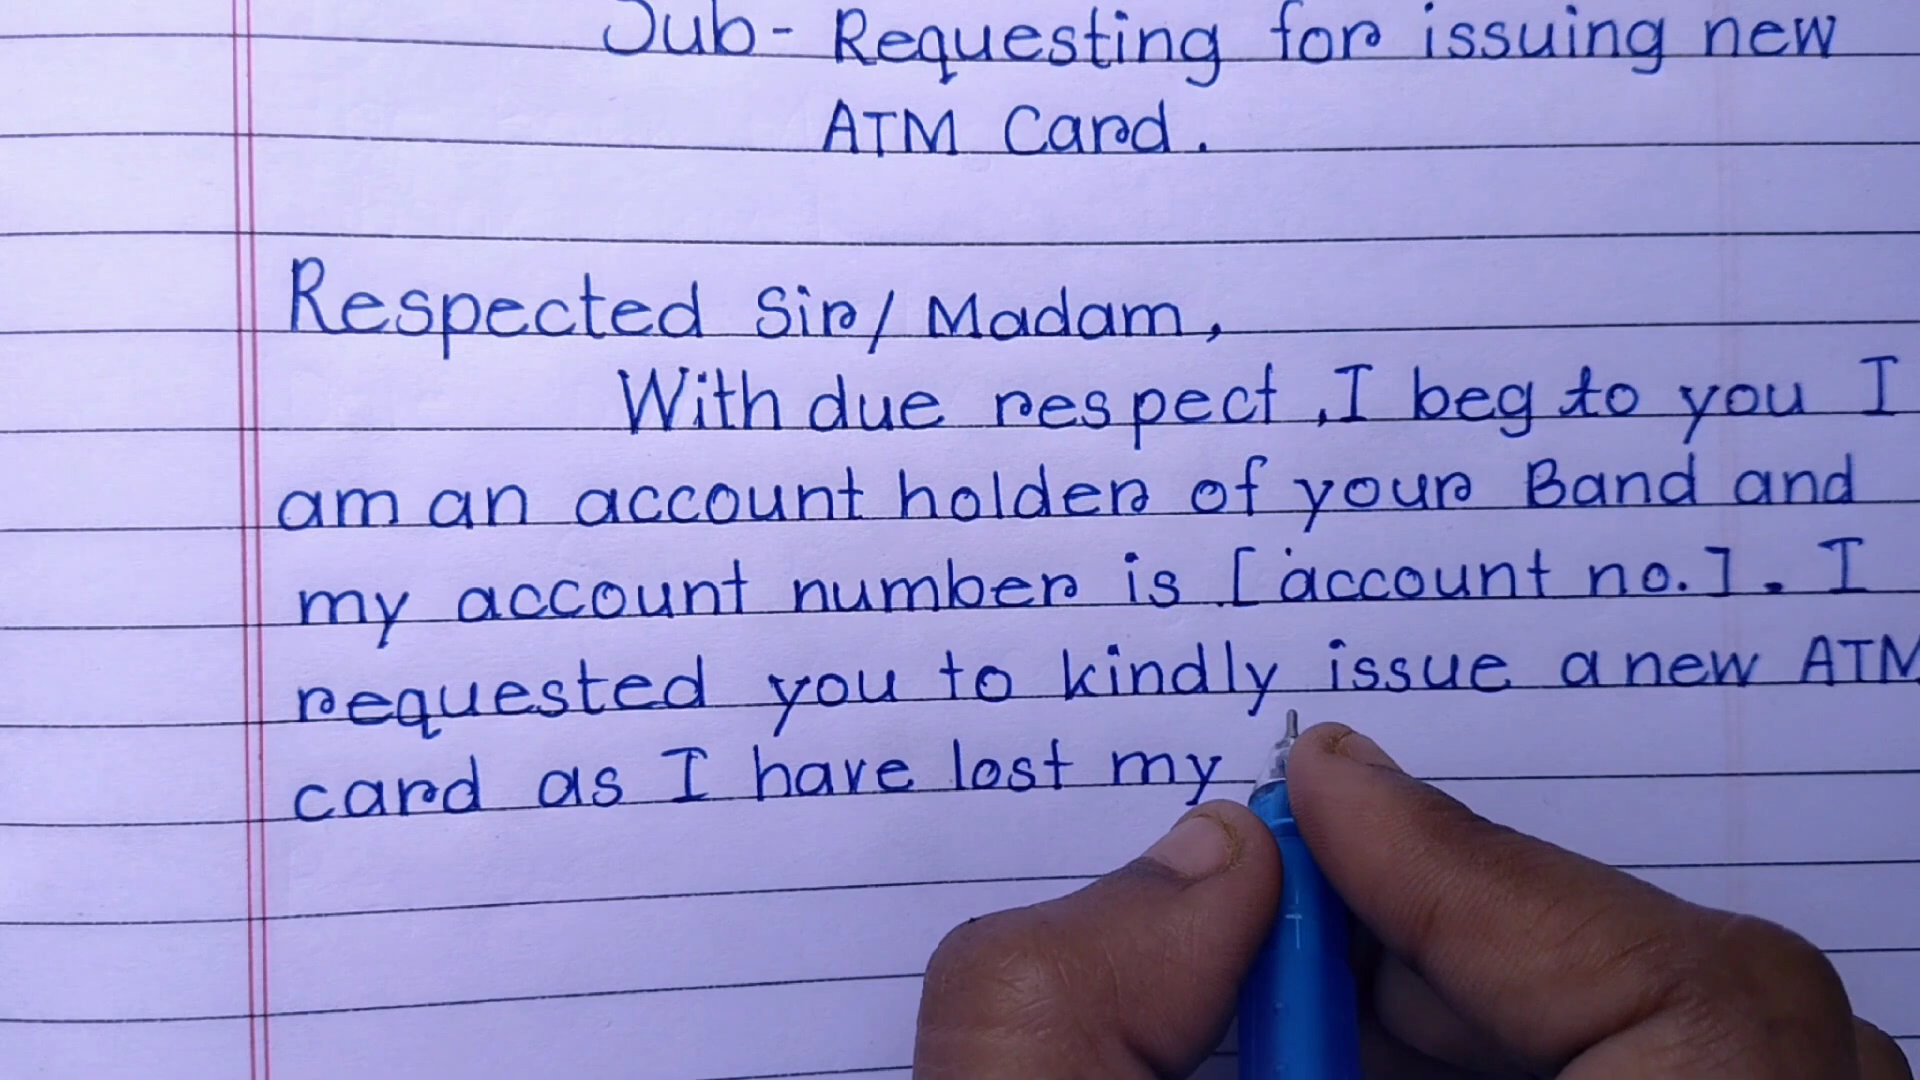 Sub- Requesting for issuing new
ATM Card.
Respected Sir/Madam,
With due respect, I beg to you I
am an account holder of your Band and
my account number is [account no.]. I
requested you to kindly issue a new ATM
card as I have lost my